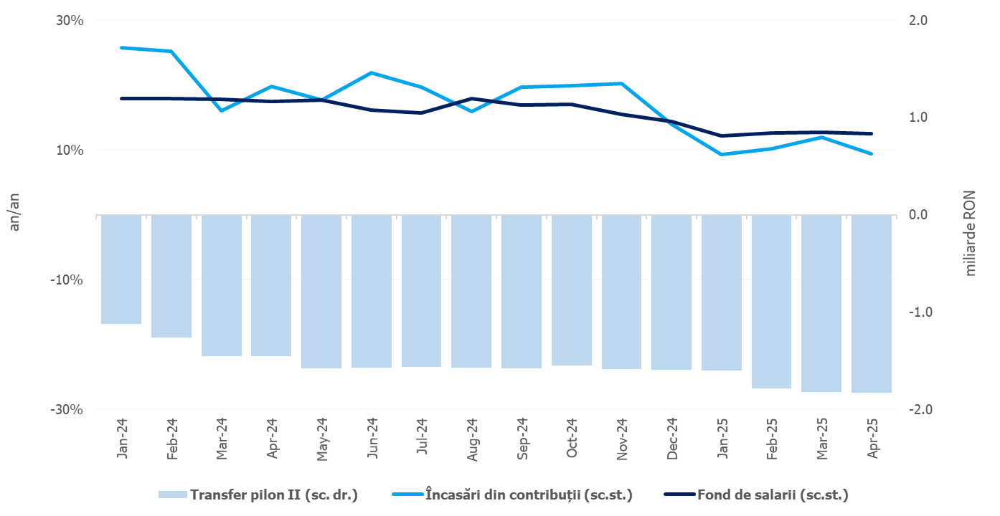 30%
10%
-10%
-30%
an/an
2.0
1.0
0.0
-1.0
-2.0
miliarde RON
Jan-24
Feb-24
Mar-24
Apr-24
May-24
Jun-24
Jul-24
Aug-24
Sep-24
Oct-24
Nov-24
Dec-24
Jan-25
Feb-25
Mar-25
Apr-25
Transfer pilon II (sc. dr.)
Încasări din contribuții (sc.st.)
Fond de salarii (sc.st.)